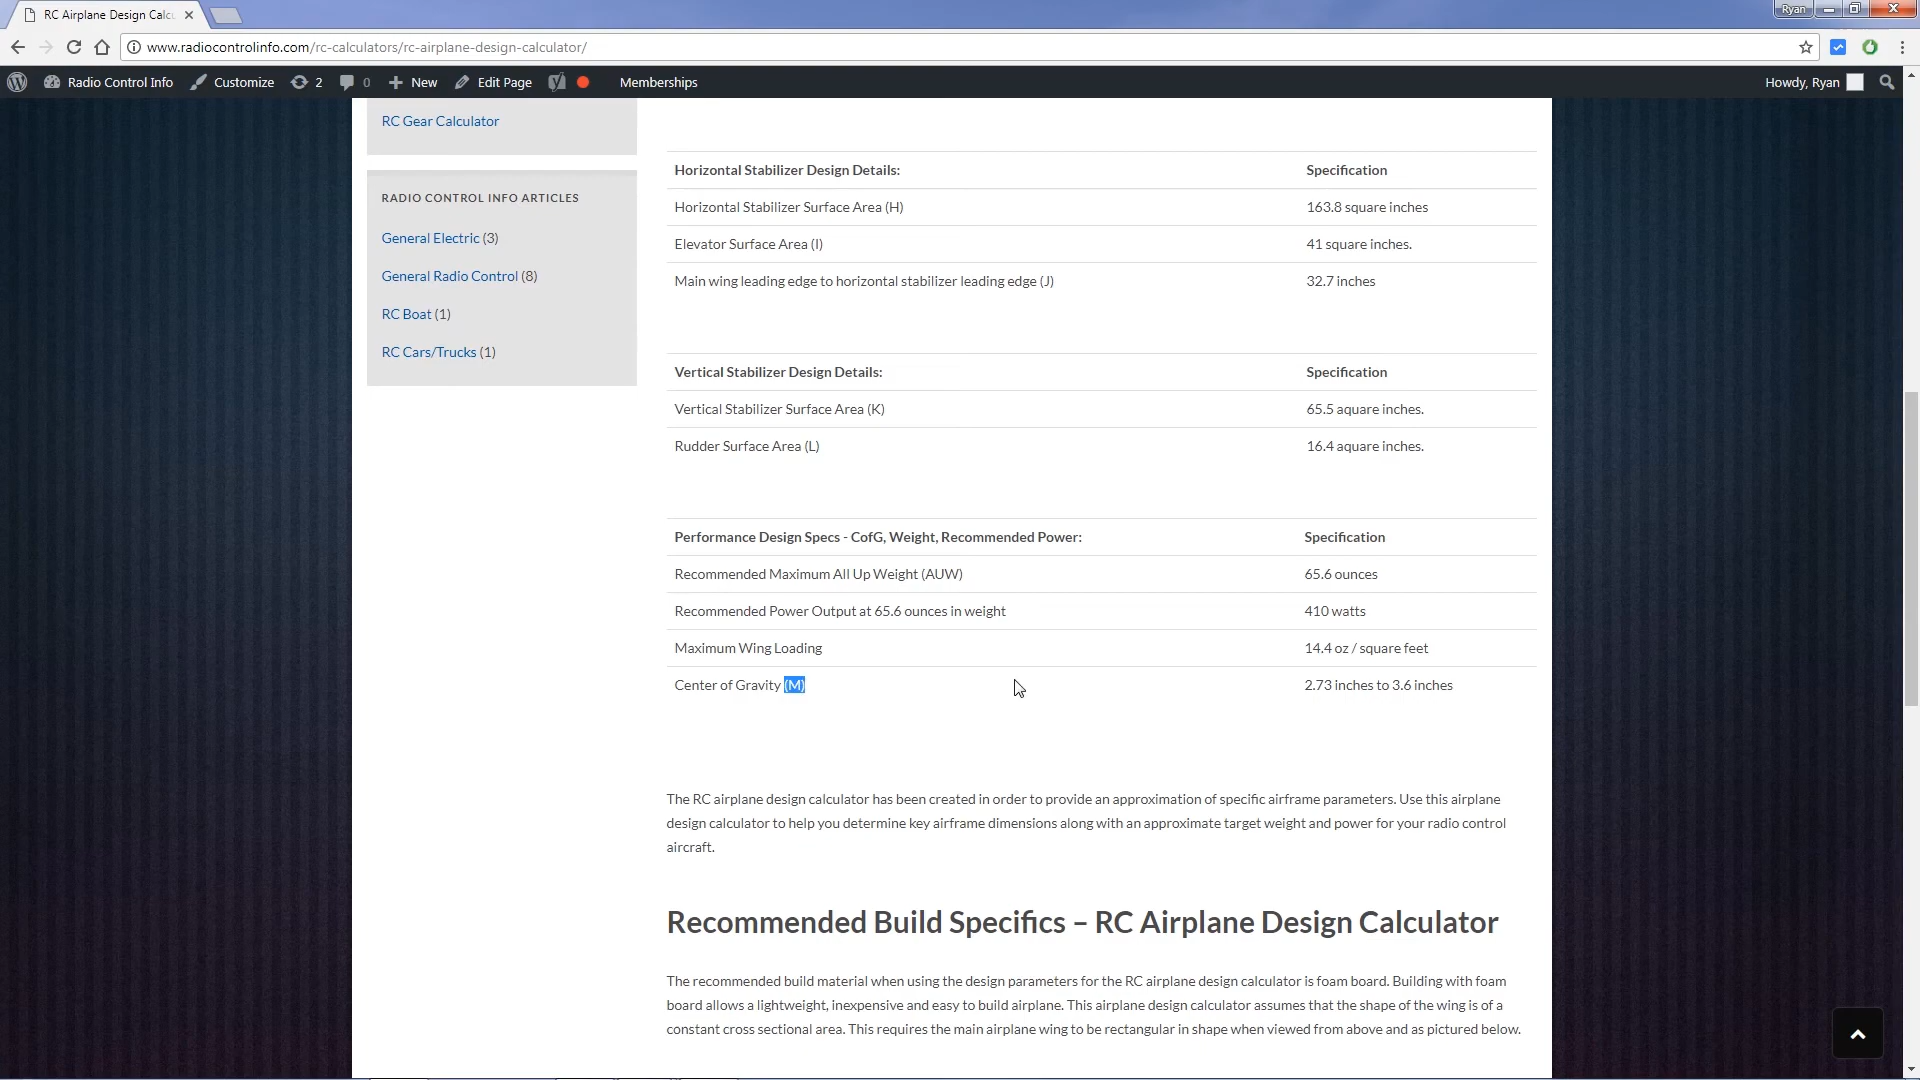 RC Airplane Design Calc
Ryan
www.radiocontrolinfo.com/rc-calculators/rc-airplane-design-calculator/
Radio Control Info Customize 2 0 New Edit Page Memberships Howdy, Ryan
RC Gear Calculator
RADIO CONTROL INFO ARTICLES
General Electric (3)
General Radio Control (8)
RC Boat (1)
RC Cars/Trucks (1)
Horizontal Stabilizer Design Details: Specification
Horizontal Stabilizer Surface Area (H) 163.8 square inches
Elevator Surface Area (I) 41 square inches.
Main wing leading edge to horizontal stabilizer leading edge (J) 32.7 inches
Vertical Stabilizer Design Details: Specification
Vertical Stabilizer Surface Area (K) 65.5 aquare inches.
Rudder Surface Area (L) 16.4 aquare inches.
Performance Design Specs - CofG, Weight, Recommended Power: Specification
Recommended Maximum All Up Weight (AUW) 65.6 ounces
Recommended Power Output at 65.6 ounces in weight 410 watts
Maximum Wing Loading 14.4 oz / square feet
Center of Gravity (M) 2.73 inches to 3.6 inches
The RC airplane design calculator has been created in order to provide an approximation of specific airframe parameters. Use this airplane
design calculator to help you determine key airframe dimensions along with an approximate target weight and power for your radio control
aircraft.
Recommended Build Specifics – RC Airplane Design Calculator
The recommended build material when using the design parameters for the RC airplane design calculator is foam board. Building with foam
board allows a lightweight, inexpensive and easy to build airplane. This airplane design calculator assumes that the shape of the wing is of a
constant cross sectional area. This requires the main airplane wing to be rectangular in shape when viewed from above and as pictured below.